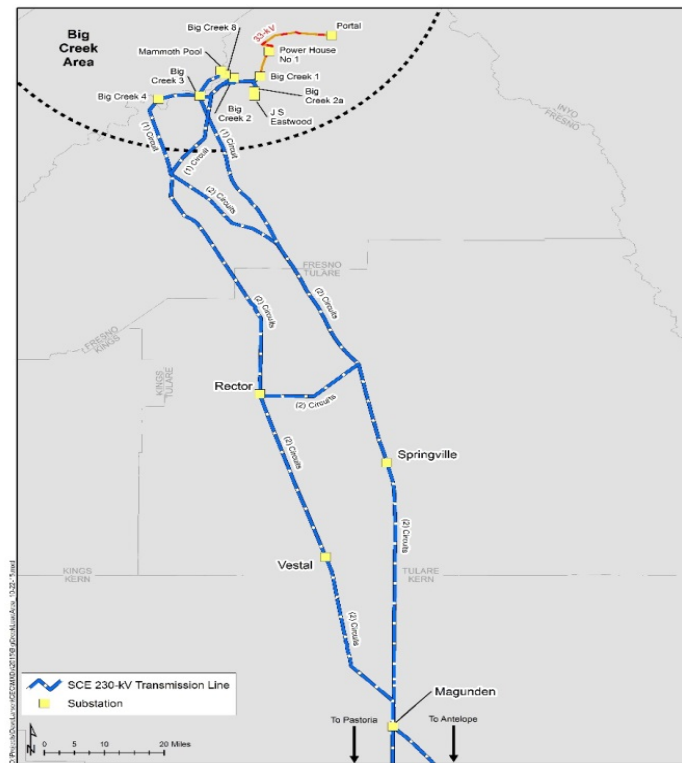 Big
Creek
Area
Big Creek 8
Mammoth Pool
Big
Creek 3
Big Creek 4
33-kV
Portal
Power House
No 1
Big Creek 1
Big
Creek 2a
J S
Eastwood
Big
Creek 2
(1) Circuit
(1) Circuit
(1) Circuit
(2) Circuits
INYO
FRESNO
FRESNO
TULARE
(2) Circuits
(2) Circuits
FRESNO
KINGS
KINGS
TULARE
Rector
(2) Circuits
(2) Circuits
Springville
(2) Circuits
Vestal
KINGS
KERN
TULARE
KERN
(2) Circuits
SCE 230-kV Transmission Line
Substation
Magunden
To Pastoria
To Antelope
0 5 10 20 Miles